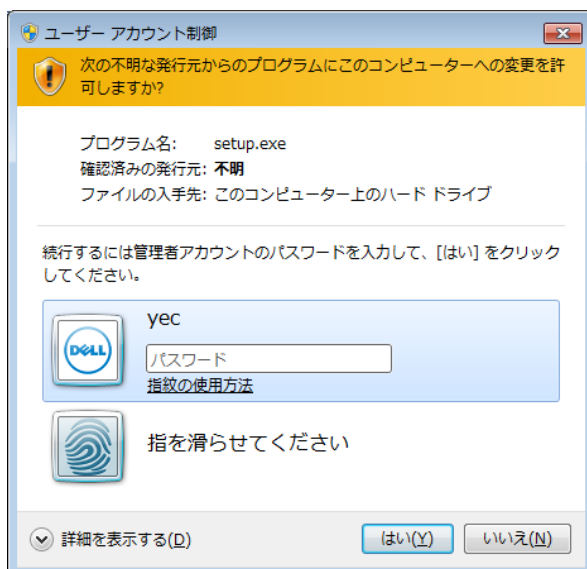 ユーザー アカウント制御
次の不明な発行元からのプログラムにこのコンピューターへの変更を許
可しますか?
プログラム名: setup.exe
確認済みの発行元: 不明
ファイルの入手先: このコンピューター上のハード ドライブ
続行するには管理者アカウントのパスワードを入力して、[はい] をクリック
してください。
yec
DELL
パスワード
指紋の使用方法
指を滑らせてください
詳細を表示する(D)
はい(Y)
いいえ(N)